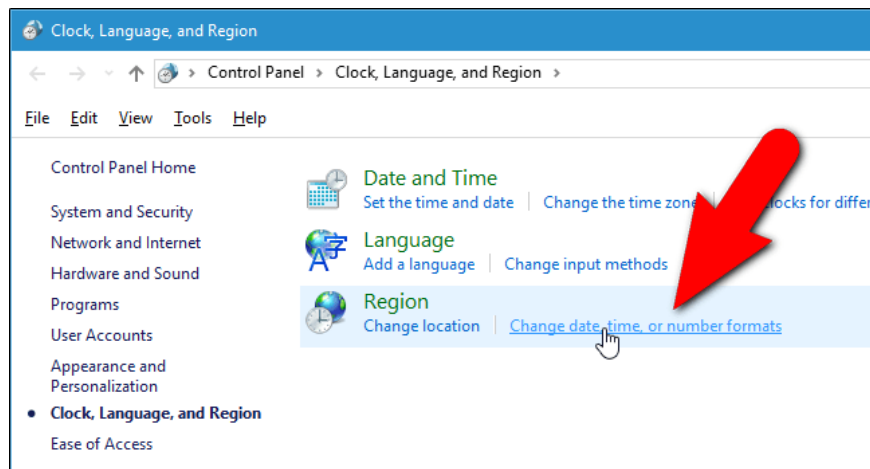 Clock, Language, and Region
Control Panel > Clock, Language, and Region >
File Edit View Tools Help
Control Panel Home
System and Security
Network and Internet
Hardware and Sound
Programs
User Accounts
Appearance and
Personalization
Clock, Language, and Region
Ease of Access
Date and Time
Set the time and date Change the time zone locks for differ
Language
Add a language Change input methods
Region
Change location Change date, time, or number formats